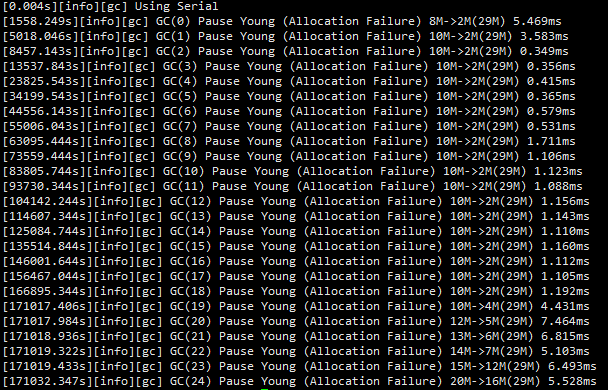 [0.004s][info][gc] Using Serial
[1558.249s][info][gc] GC(0) Pause Young (Allocation Failure) 8M->2M(29M) 5.469ms
[5018.046s][info][gc] GC(1) Pause Young (Allocation Failure) 10M->2M(29M) 3.583ms
[8457.143s][info][gc] GC(2) Pause Young (Allocation Failure) 10M->2M(29M) 0.349ms
[13537.843s][info][gc] GC(3) Pause Young (Allocation Failure) 10M->2M(29M) 0.356ms
[23825.543s][info][gc] GC(4) Pause Young (Allocation Failure) 10M->2M(29M) 0.415ms
[34199.543s][info][gc] GC(5) Pause Young (Allocation Failure) 10M->2M(29M) 0.365ms
[44556.143s][info][gc] GC(6) Pause Young (Allocation Failure) 10M->2M(29M) 0.579ms
[55006.043s][info][gc] GC(7) Pause Young (Allocation Failure) 10M->2M(29M) 0.531ms
[63095.444s][info][gc] GC(8) Pause Young (Allocation Failure) 10M->2M(29M) 1.711ms
[73559.444s][info][gc] GC(9) Pause Young (Allocation Failure) 10M->2M(29M) 1.106ms
[83805.744s][info][gc] GC(10) Pause Young (Allocation Failure) 10M->2M(29M) 1.123ms
[93730.344s][info][gc] GC(11) Pause Young (Allocation Failure) 10M->2M(29M) 1.088ms
[104142.244s][info][gc] GC(12) Pause Young (Allocation Failure) 10M->2M(29M) 1.156ms
[114607.344s][info][gc] GC(13) Pause Young (Allocation Failure) 10M->2M(29M) 1.143ms
[125084.744s][info][gc] GC(14) Pause Young (Allocation Failure) 10M->2M(29M) 1.110ms
[135514.844s][info][gc] GC(15) Pause Young (Allocation Failure) 10M->2M(29M) 1.160ms
[146001.644s][info][gc] GC(16) Pause Young (Allocation Failure) 10M->2M(29M) 1.112ms
[156467.044s][info][gc] GC(17) Pause Young (Allocation Failure) 10M->2M(29M) 1.105ms
[166895.344s][info][gc] GC(18) Pause Young (Allocation Failure) 10M->2M(29M) 1.192ms
[171017.406s][info][gc] GC(19) Pause Young (Allocation Failure) 10M->4M(29M) 4.431ms
[171017.984s][info][gc] GC(20) Pause Young (Allocation Failure) 12M->5M(29M) 7.464ms
[171018.936s][info][gc] GC(21) Pause Young (Allocation Failure) 13M->6M(29M) 6.815ms
[171019.322s][info][gc] GC(22) Pause Young (Allocation Failure) 14M->7M(29M) 5.103ms
[171019.433s][info][gc] GC(23) Pause Young (Allocation Failure) 15M->12M(29M) 6.493ms
[171032.347s][info][gc] GC(24) Pause Young (Allocation Failure) 20M->16M(29M) 5.528ms